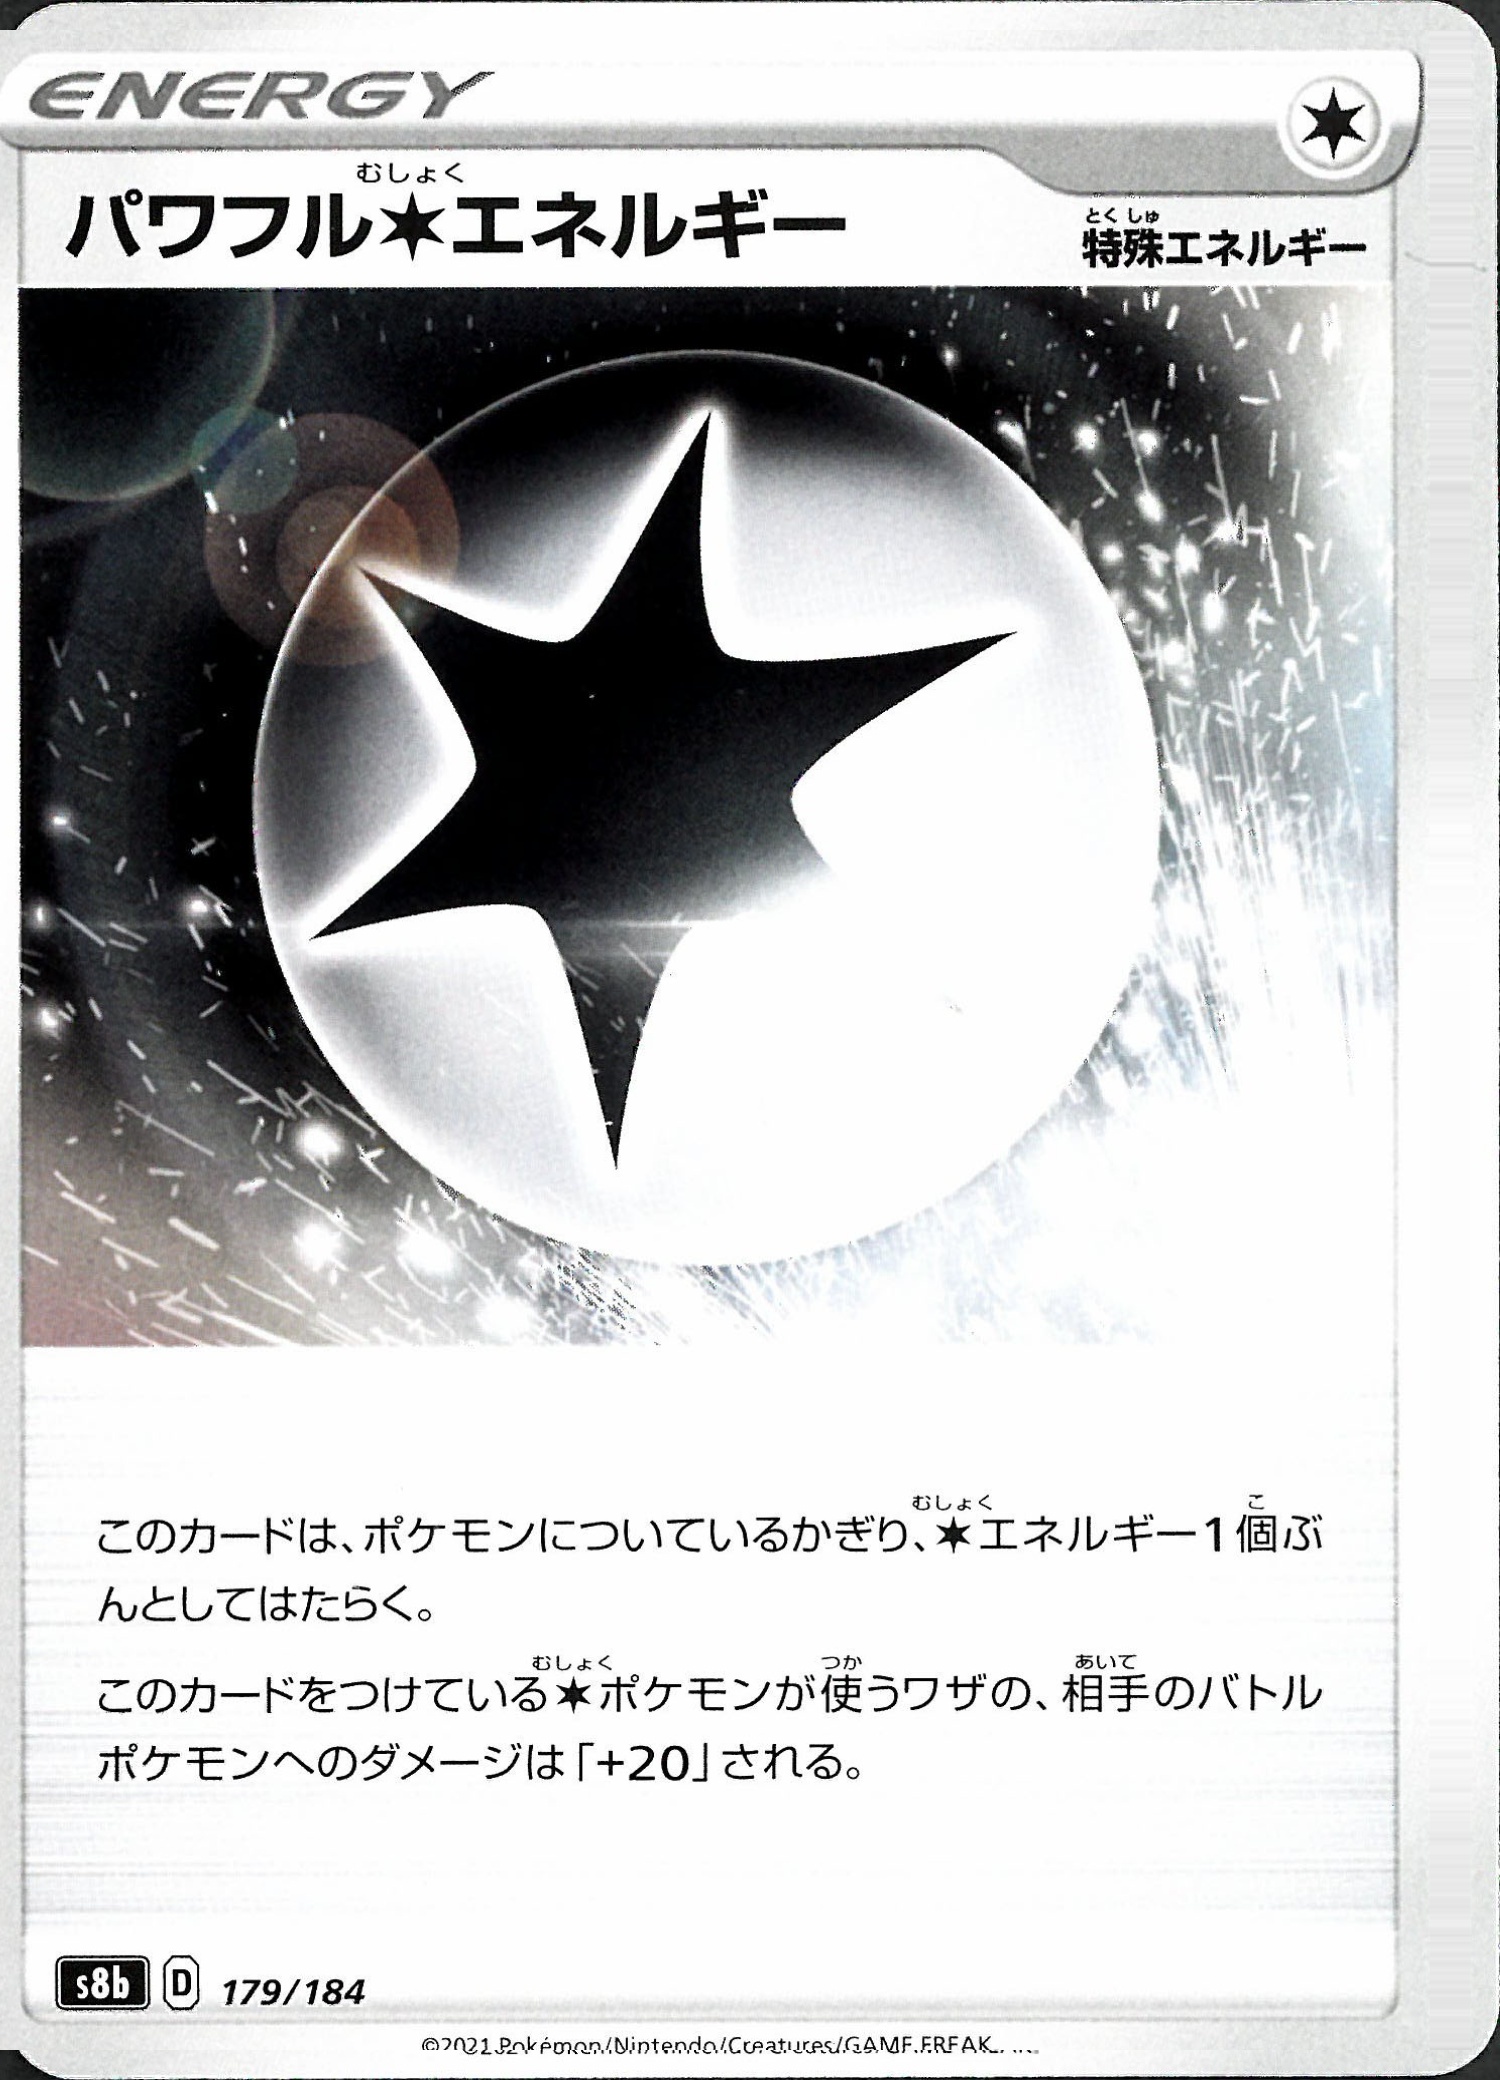 ENERGY
むしょく
パワフル✶エネルギー
とくしゅ
特殊エネルギー
むしょく こ
このカードは、ポケモンについているかぎり、✶エネルギー1個ぶ
んとしてはたらく。
むしょく つか あいて
このカードをつけている✶ポケモンが使うワザの、相手のバトル
ポケモンへのダメージは「+20」される。
s8b D 179/184
©2021 Pokémon/Nintendo/Creatures/GAME FREAK